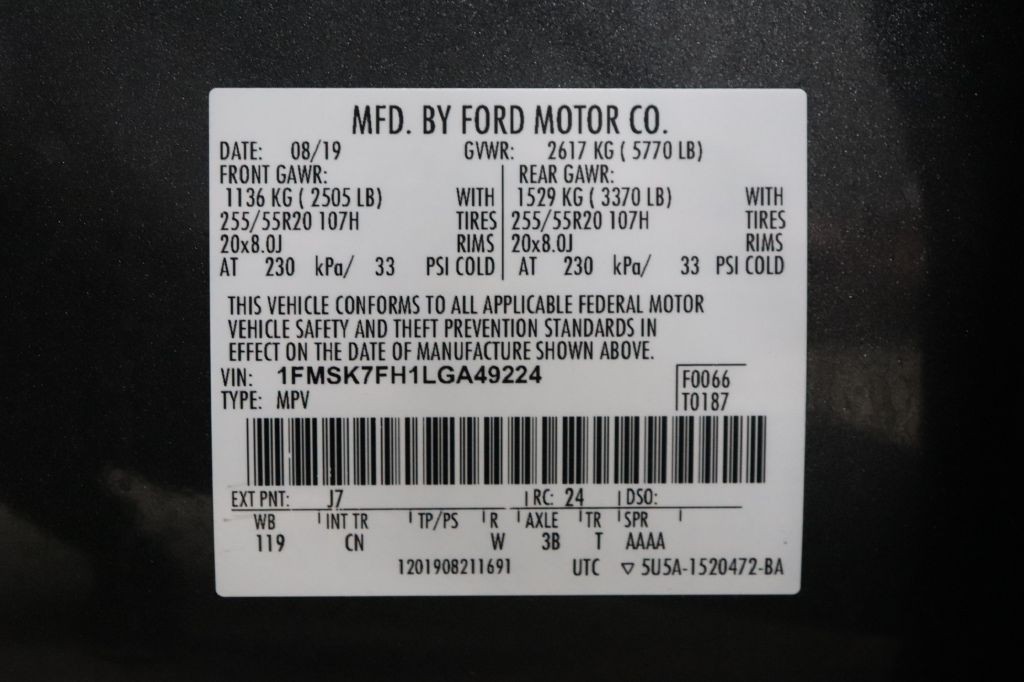 MFD. BY FORD MOTOR CO.
DATE: 08/19 GVWR: 2617 KG ( 5770 LB)
FRONT GAWR: REAR GAWR:
1136 KG ( 2505 LB) WITH 1529 KG ( 3370 LB) WITH
255/55R20 107H TIRES 255/55R20 107H TIRES
20x8.0J RIMS 20x8.0J RIMS
AT 230 kPa/ 33 PSI COLD AT 230 kPa/ 33 PSI COLD
THIS VEHICLE CONFORMS TO ALL APPLICABLE FEDERAL MOTOR
VEHICLE SAFETY AND THEFT PREVENTION STANDARDS IN
EFFECT ON THE DATE OF MANUFACTURE SHOWN ABOVE.
VIN: 1FMSK7FH1LGA49224 F0066
TYPE: MPV T0187
EXT PNT: J7 RC: 24 DSO:
WB INT TR TP/PS R AXLE TR SPR
119 CN W 3B T AAAA
1201908211691 UTC ▽ 5U5A-1520472-BA